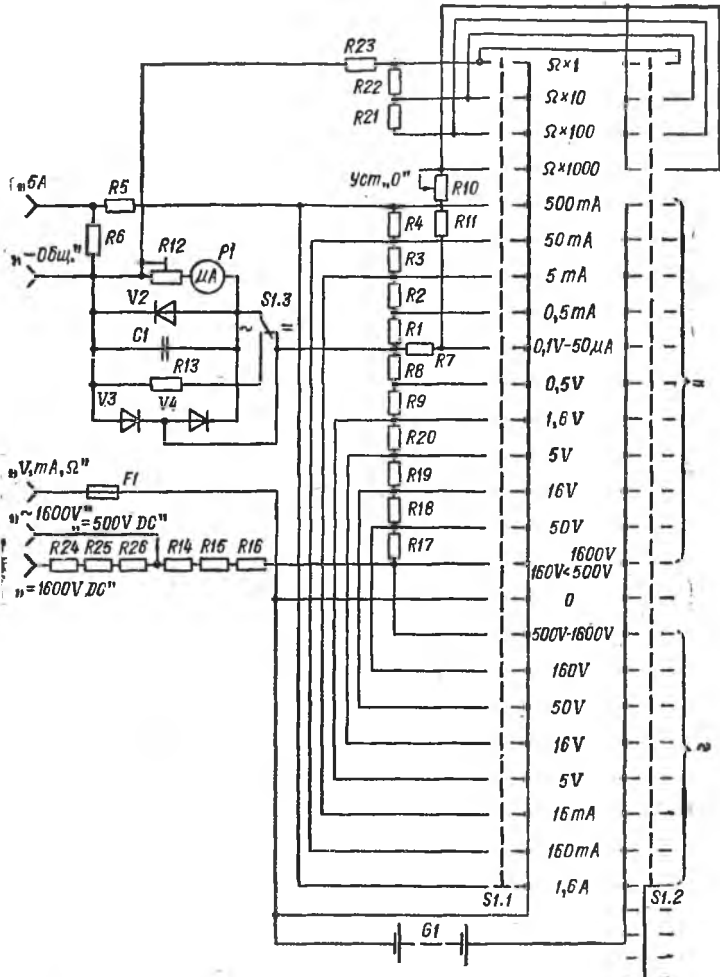 R23
R22
R21
Уст„0"
R10
R11
5А
R5
R6
„-Общ."
R12
P1
μA
V2
C1
R13
V3
V4
S1.3
~
=
R4
R3
R2
R1
R7
R8
R9
R20
R19
R18
R17
„V,mA,Ω"
F1
„~1600V"
„=500V DC"
R24
R25
R26
R14
R15
R16
„=1600V DC"
Ω×1
Ω×10
Ω×100
Ω×1000
500mA
50mA
5mA
0,5mA
0,1V-50μA
0,5V
1,6V
5V
16V
50V
1600V
160V<500V
0
500V-1600V
160V
50V
16V
5V
16mA
160mA
1,6A
S1.1
S1.2
G1